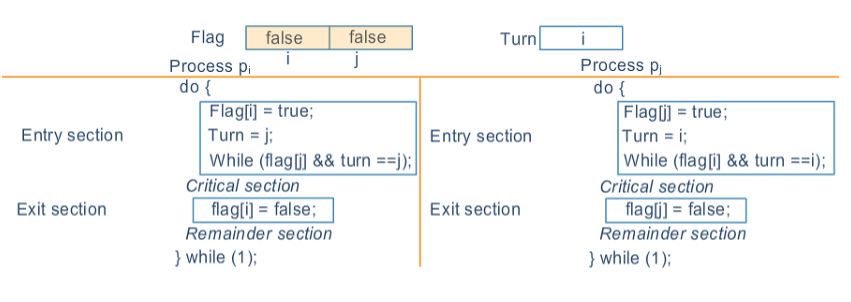 Flag false false Turn i
i j
Process pi Process pj
do { do {
Flag[i] = true; Flag[j] = true;
Entry section Turn = j; Entry section Turn = i;
While (flag[j] && turn ==j); While (flag[i] && turn ==i);
Critical section Critical section
Exit section flag[i] = false; Exit section flag[j] = false;
Remainder section Remainder section
} while (1); } while (1);